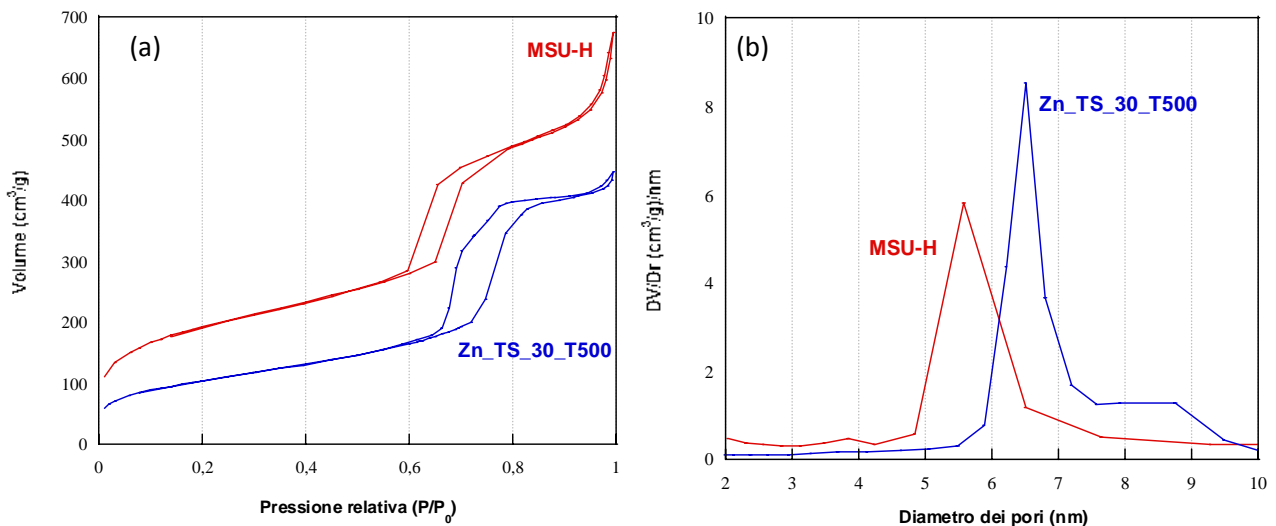 (a)
MSU-H
Zn_TS_30_T500
Volume (cm³/g)
700
600
500
400
300
200
100
0
0
0,2
0,4
0,6
0,8
1
Pressione relativa (P/P₀)
(b)
Zn_TS_30_T500
MSU-H
DV/Dr (cm³/g)/nm
10
8
6
4
2
0
2
3
4
5
6
7
8
9
10
Diametro dei pori (nm)